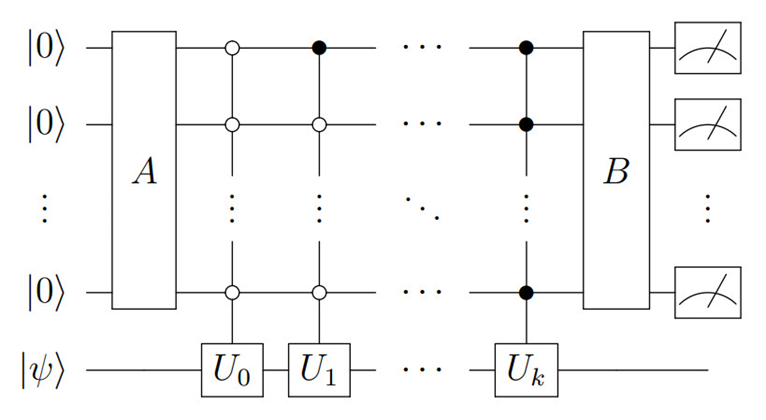 |0⟩ ⋯
|0⟩ ⋯
A B
⋮ ⋮ ⋮ ⋱ ⋮ ⋮
|0⟩ ⋯
|ψ⟩ U₀ U₁ ⋯ Uₖ